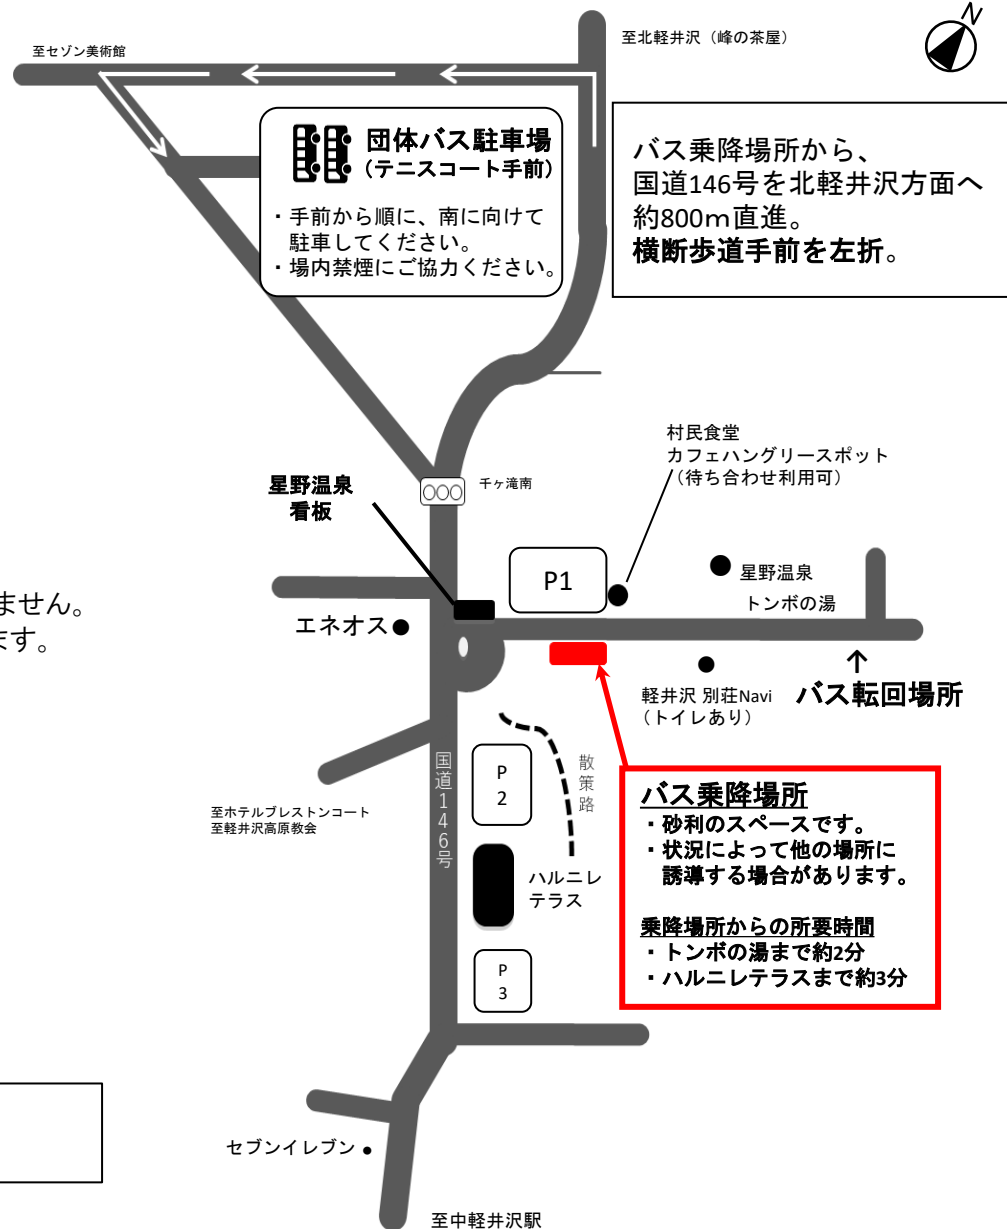 N
至北軽井沢（峰の茶屋）
至セゾン美術館
団体バス駐車場
（テニスコート手前）
・手前から順に、南に向けて
駐車してください。
・場内禁煙にご協力ください。
バス乗降場所から、
国道146号を北軽井沢方面へ
約800ｍ直進。
横断歩道手前を左折。
村民食堂
カフェハングリースポット
（待ち合わせ利用可）
星野温泉
看板
千ヶ滝南
P1
星野温泉
トンボの湯
ません。
ます。
エネオス
軽井沢 別荘Navi
（トイレあり）
↑
バス転回場所
国道146号
P
2
散策路
至ホテルブレストンコート
至軽井沢高原教会
バス乗降場所
・砂利のスペースです。
・状況によって他の場所に
誘導する場合があります。
乗降場所からの所要時間
・トンボの湯まで約2分
・ハルニレテラスまで約3分
ハルニレ
テラス
P
3
セブンイレブン
至中軽井沢駅